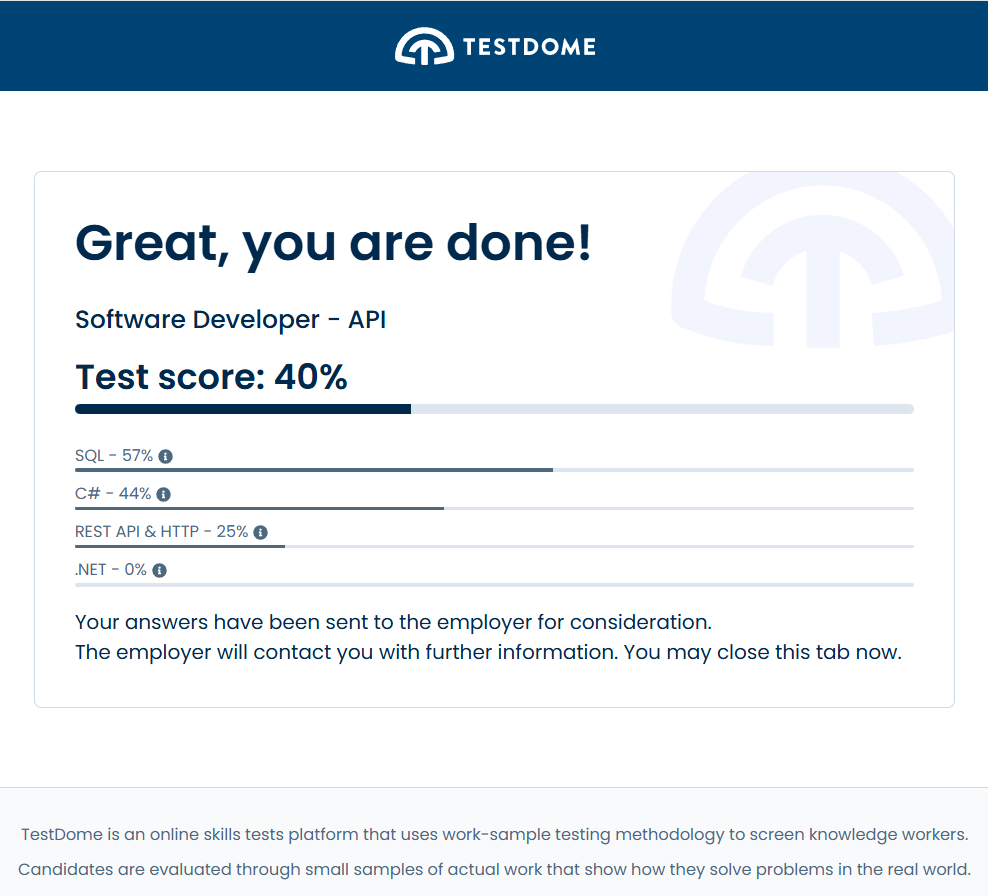 TESTDOME
Great, you are done!
Software Developer - API
Test score: 40%
SQL - 57%
C# - 44%
REST API & HTTP - 25%
.NET - 0%
Your answers have been sent to the employer for consideration.
The employer will contact you with further information. You may close this tab now.
TestDome is an online skills tests platform that uses work-sample testing methodology to screen knowledge workers.
Candidates are evaluated through small samples of actual work that show how they solve problems in the real world.